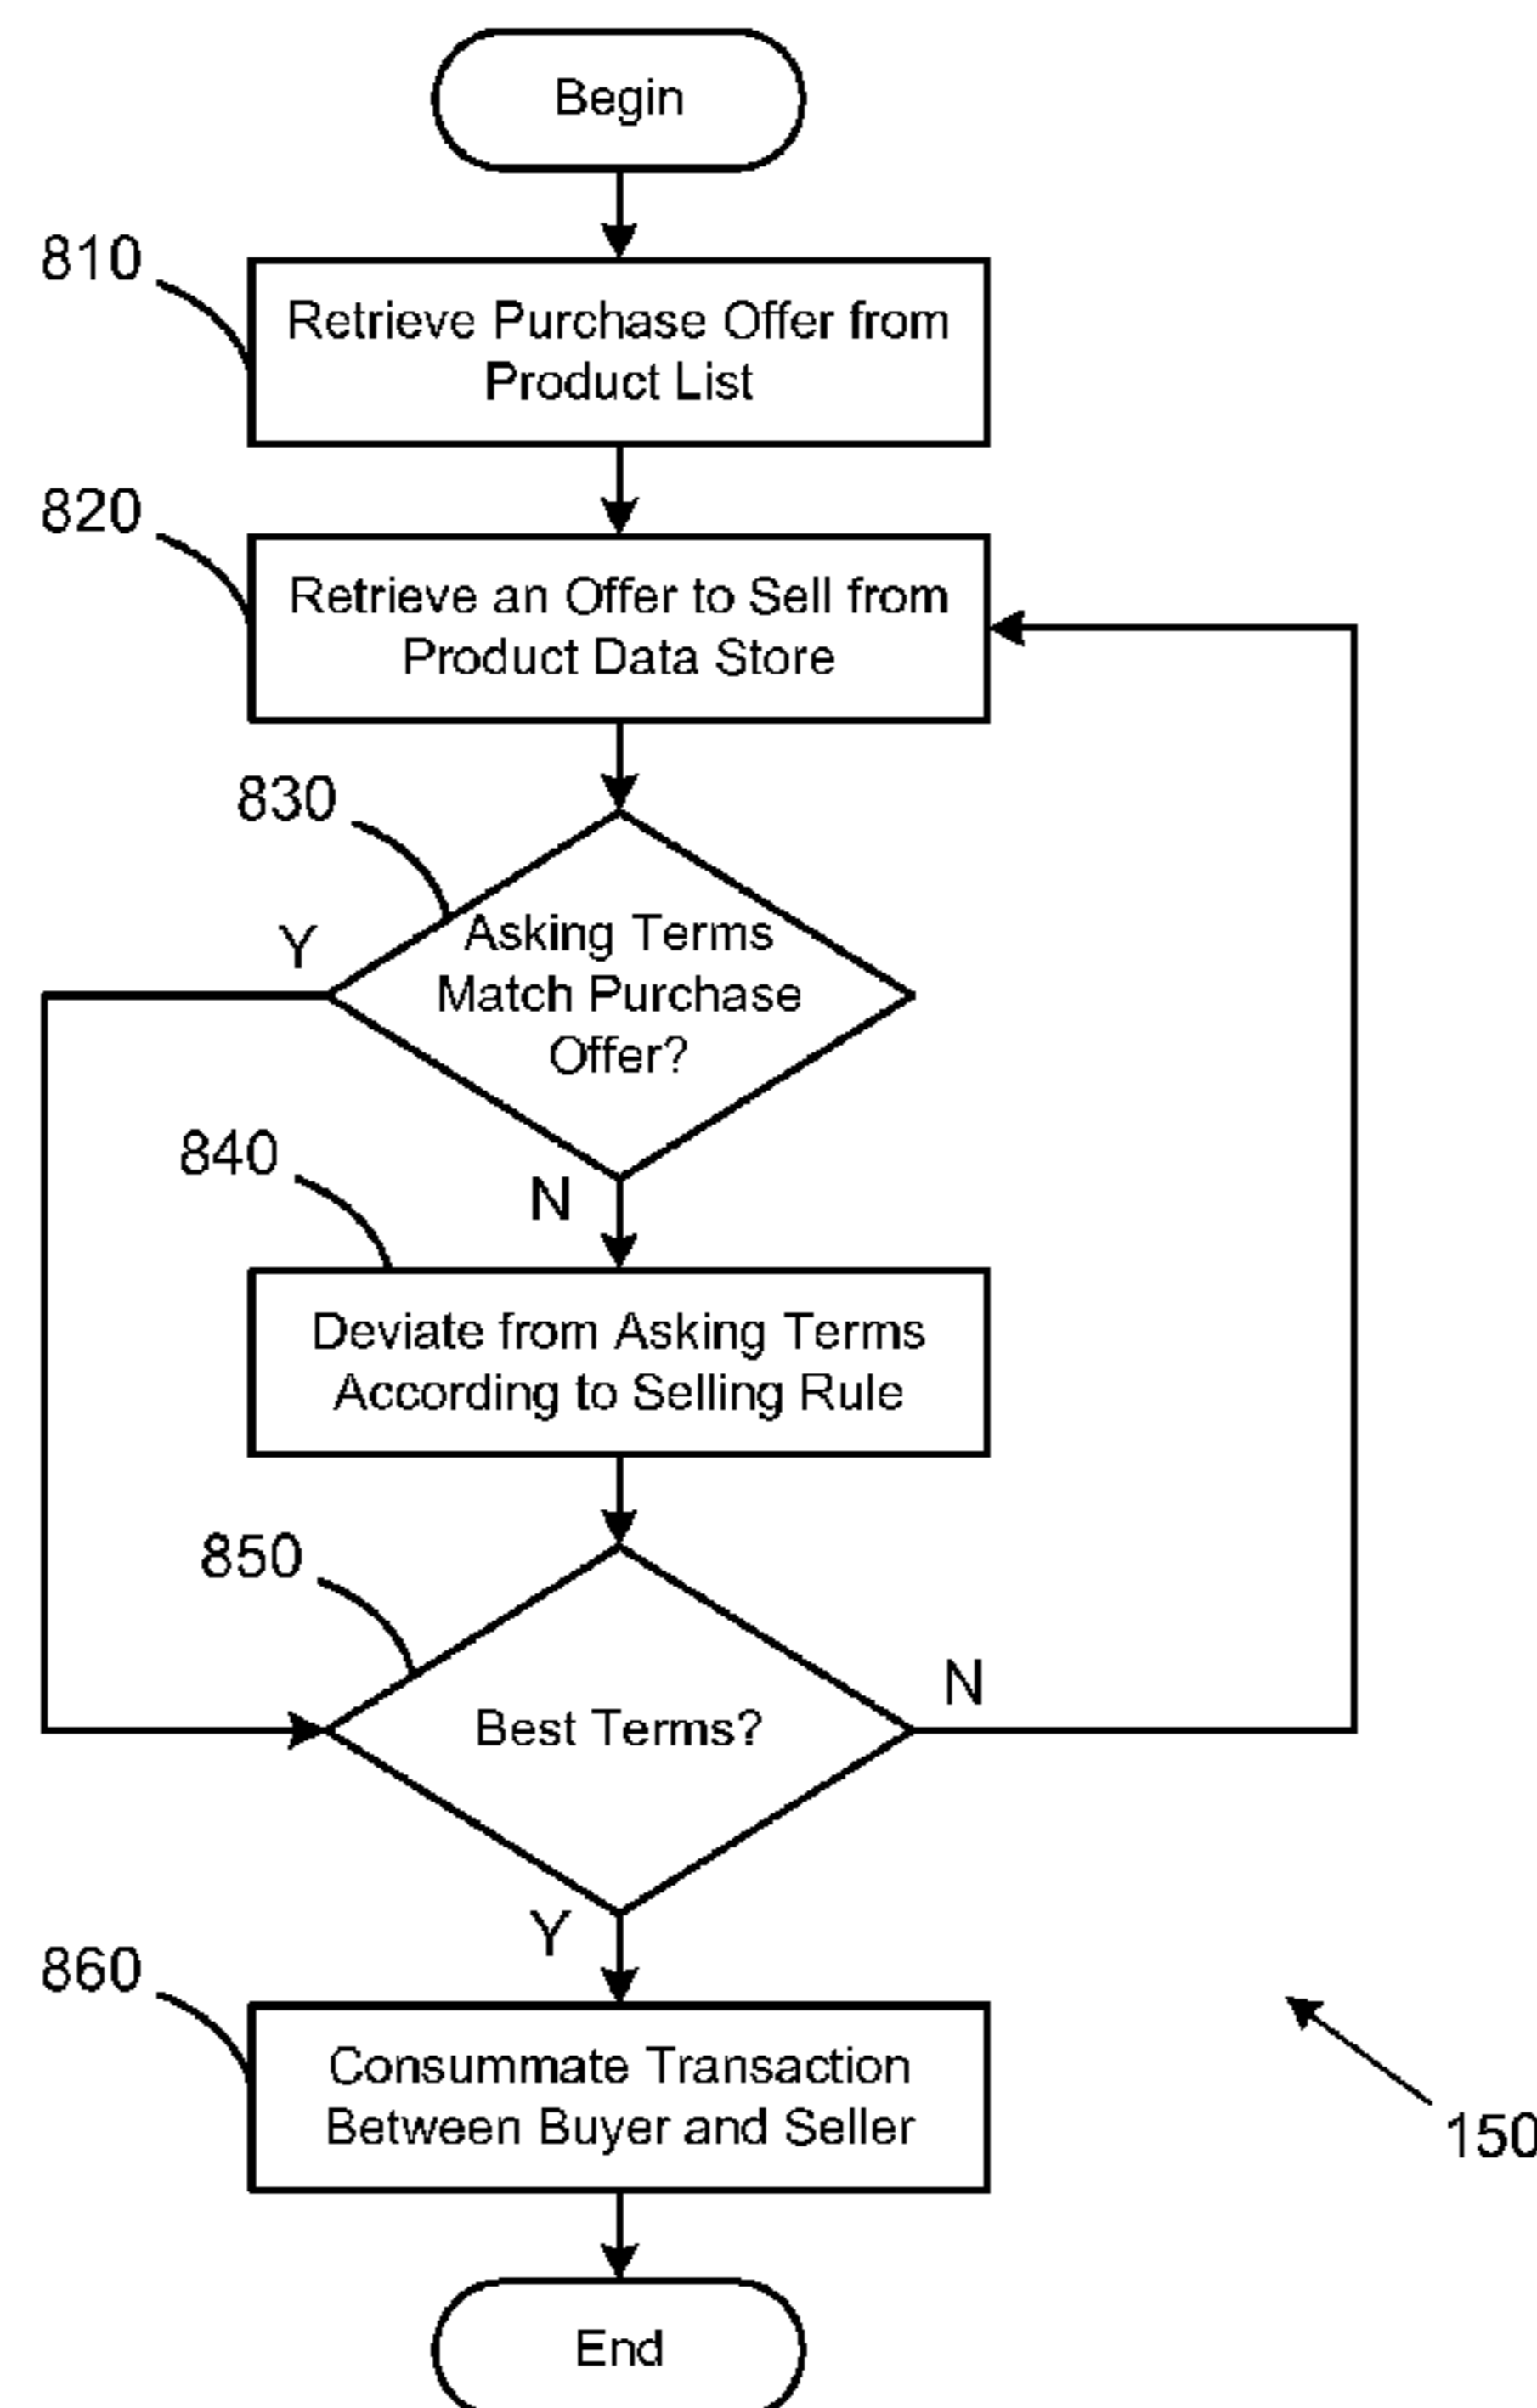 Begin
810
Retrieve Purchase Offer from
Product List
820
Retrieve an Offer to Sell from
Product Data Store
830
Y
Asking Terms
Match Purchase
Offer?
840
N
Deviate from Asking Terms
According to Selling Rule
850
Best Terms?
N
Y
860
Consummate Transaction
Between Buyer and Seller
150
End